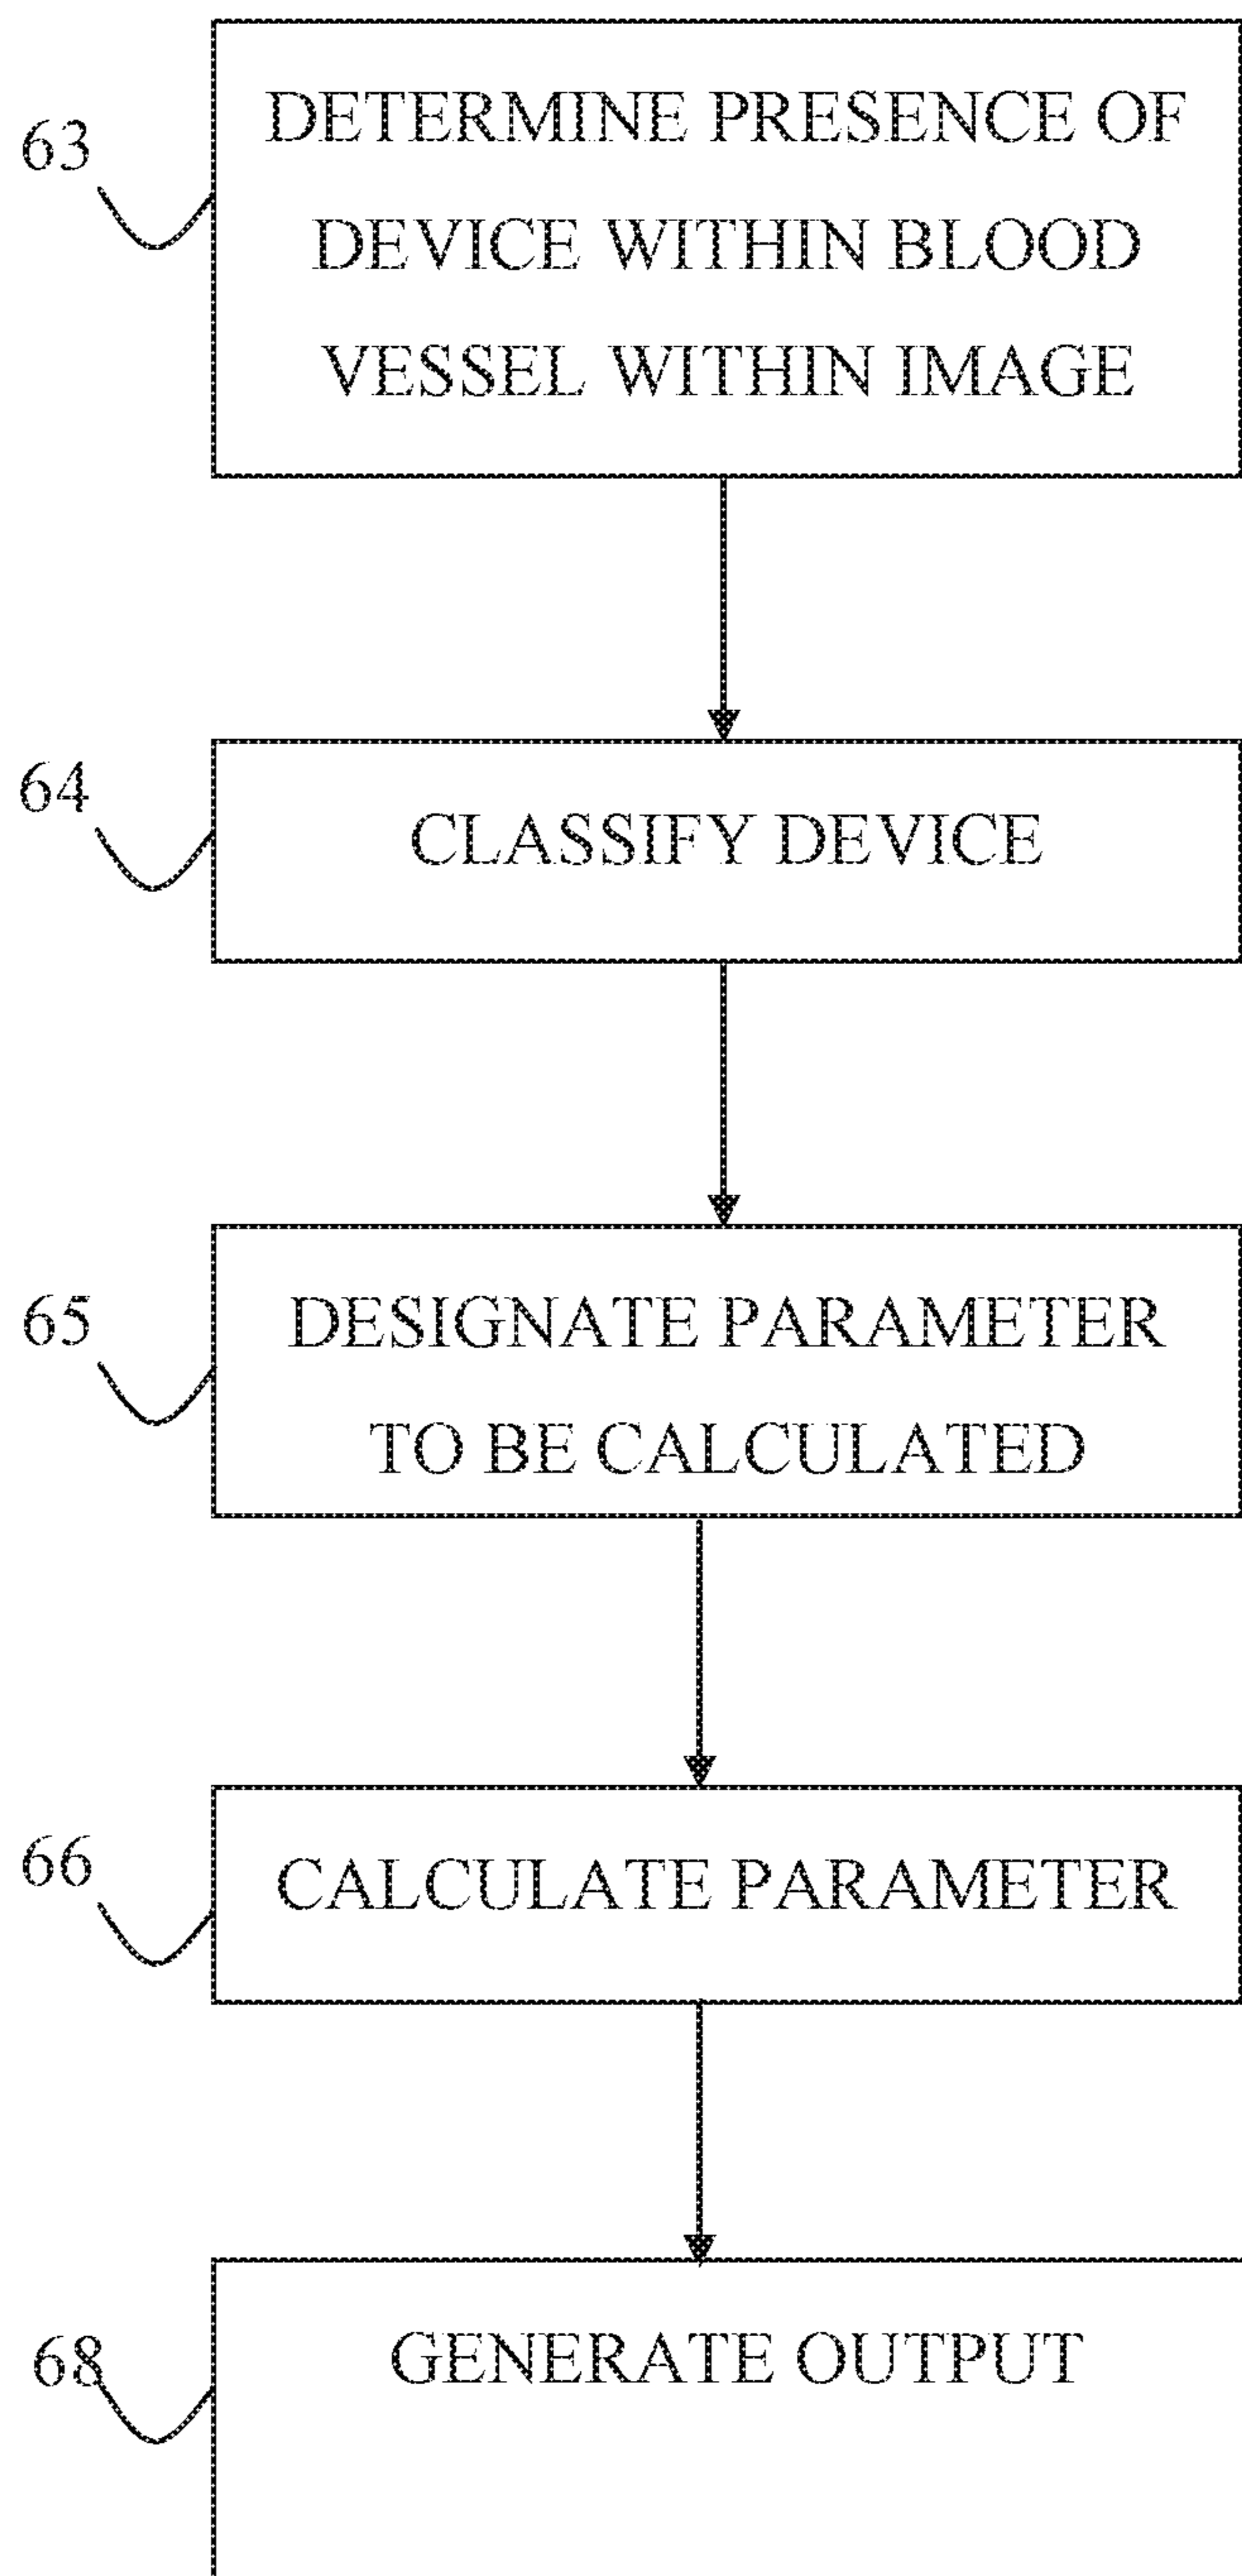 63
DETERMINE PRESENCE OF
DEVICE WITHIN BLOOD
VESSEL WITHIN IMAGE
64
CLASSIFY DEVICE
65
DESIGNATE PARAMETER
TO BE CALCULATED
66
CALCULATE PARAMETER
68
GENERATE OUTPUT